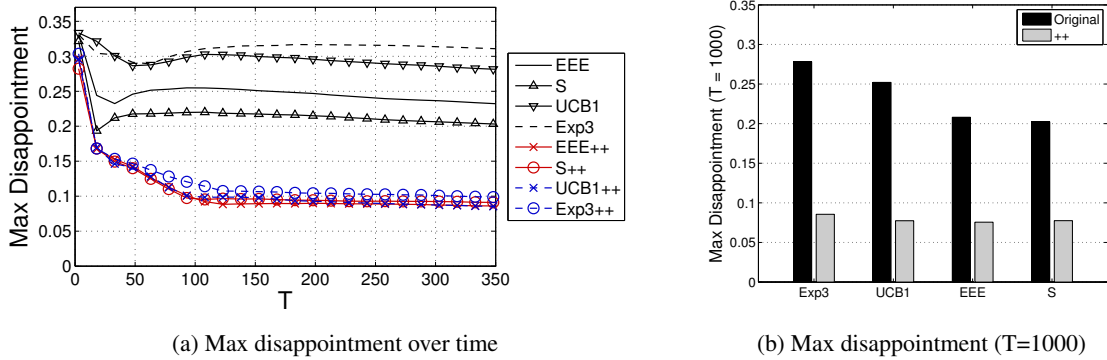 0.35
0.3
0.25
0.2
0.15
0.1
0.05
0
Max Disappointment
0 50 100 150 200 250 300 350
T
EEE
S
UCB1
Exp3
EEE++
S++
UCB1++
Exp3++
(a) Max disappointment over time
0.35
0.3
0.25
0.2
0.15
0.1
0.05
0
Max Disappointment (T = 1000)
Original
++
Exp3 UCB1 EEE S
(b) Max disappointment (T=1000)